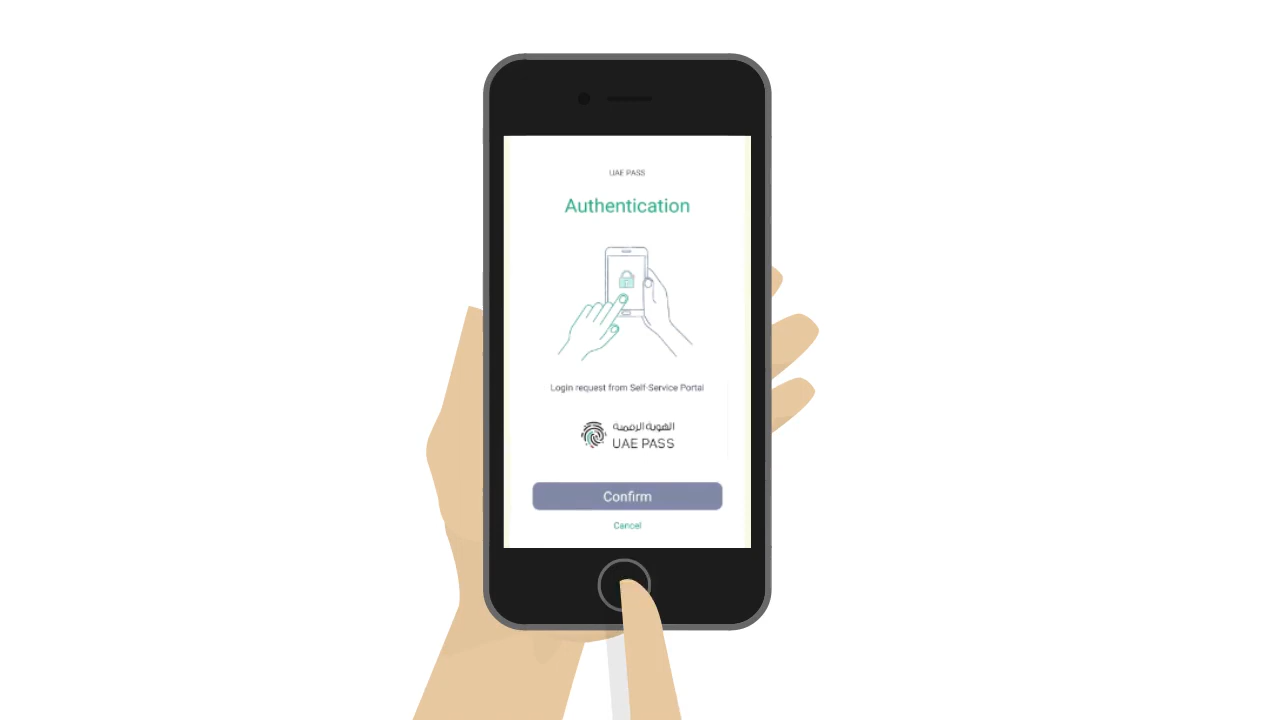 UAE PASS
Authentication
Login request from Self-Service Portal
الهوية الرقمية
UAE PASS
Confirm
Cancel